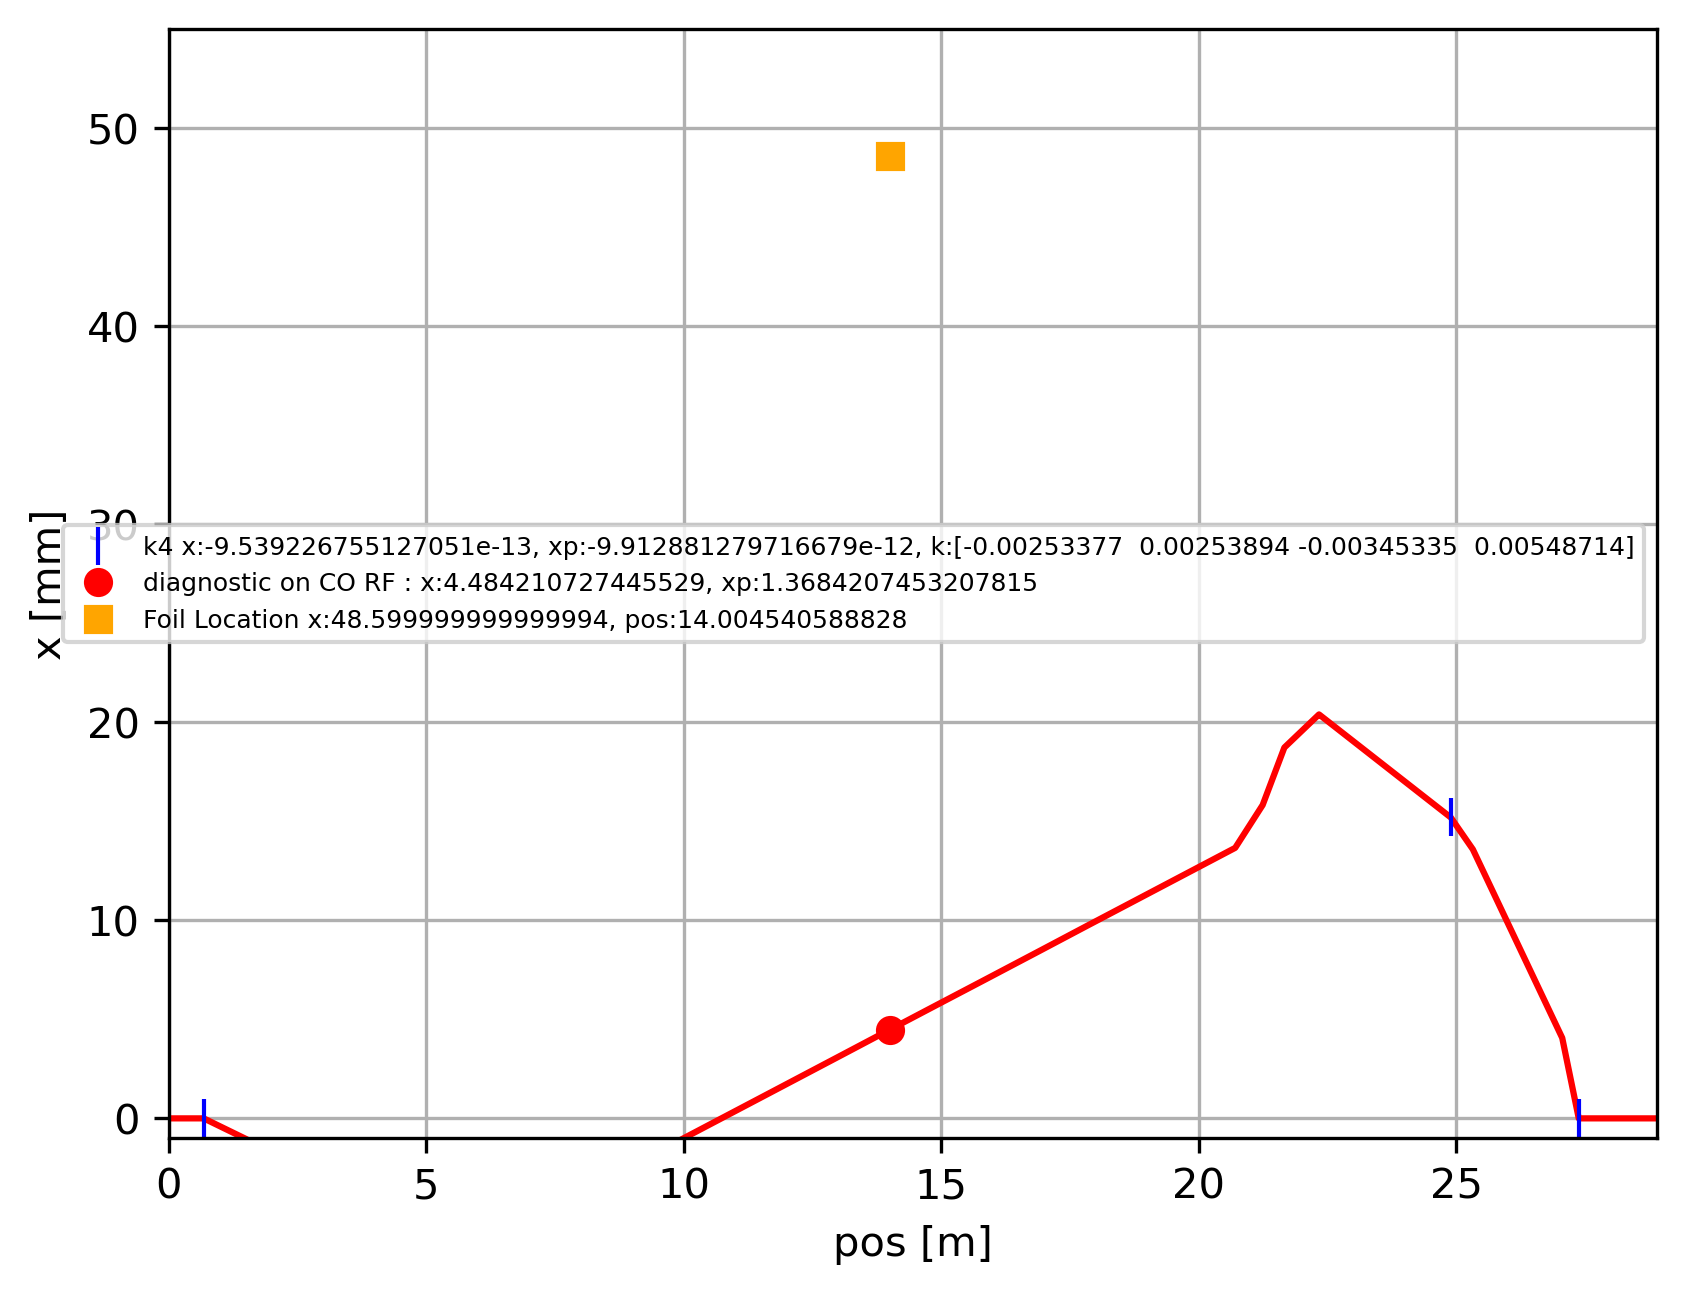 50
40
30
k4 x:-9.539226755127051e-13, xp:-9.912881279716679e-12, k:[-0.00253377  0.00253894 -0.00345335  0.00548714]
diagnostic on CO RF : x:4.484210727445529, xp:1.3684207453207815
Foil Location x:48.599999999999994, pos:14.004540588828
x [mm]
20
10
0
0 5 10 15 20 25
pos [m]